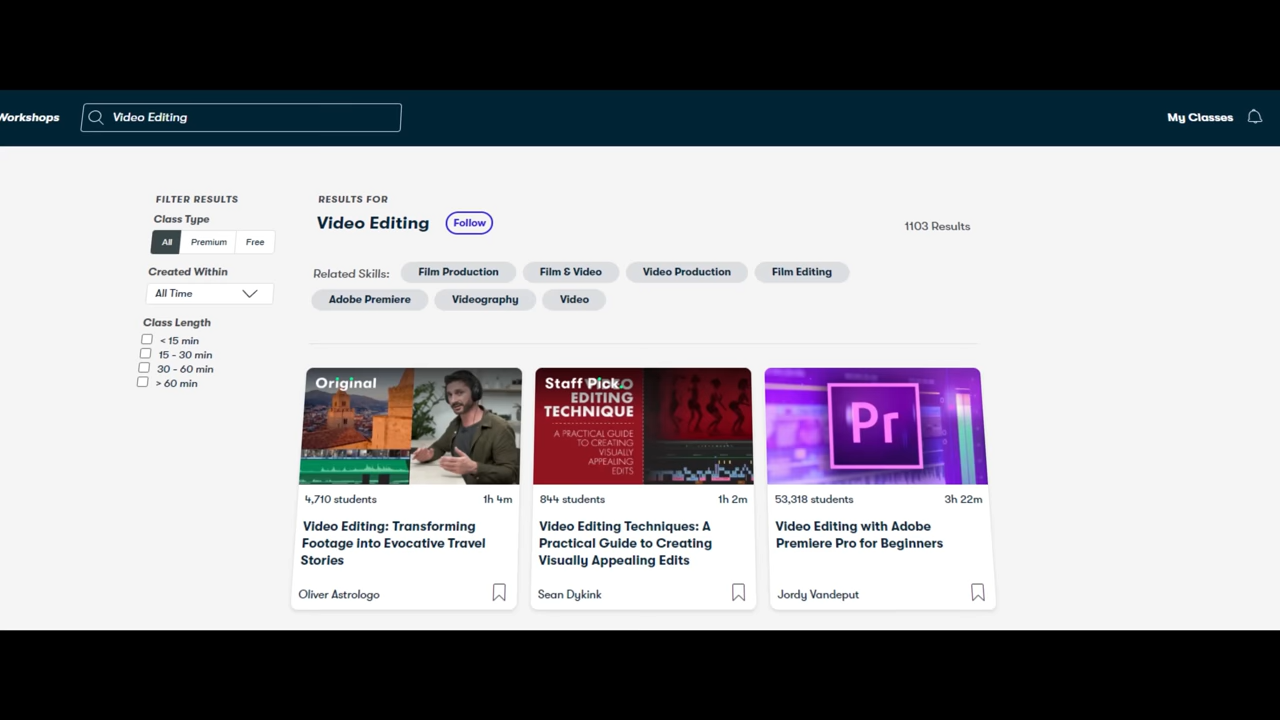 Workshops
Video Editing
My Classes
FILTER RESULTS
Class Type
All
Premium
Free
Created Within
All Time
Class Length
< 15 min
15 - 30 min
30 - 60 min
> 60 min
RESULTS FOR
Video Editing
Follow
1103 Results
Related Skills:
Film Production
Film & Video
Video Production
Film Editing
Adobe Premiere
Videography
Video
Original
4,710 students
1h 4m
Video Editing: Transforming
Footage into Evocative Travel
Stories
Oliver Astrologo
Staff Pick.
EDITING
TECHNIQUE
A PRACTICAL GUIDE
TO CREATING
VISUALLY
APPEALING
EDITS
844 students
1h 2m
Video Editing Techniques: A
Practical Guide to Creating
Visually Appealing Edits
Sean Dykink
Pr
53,318 students
3h 22m
Video Editing with Adobe
Premiere Pro for Beginners
Jordy Vandeput